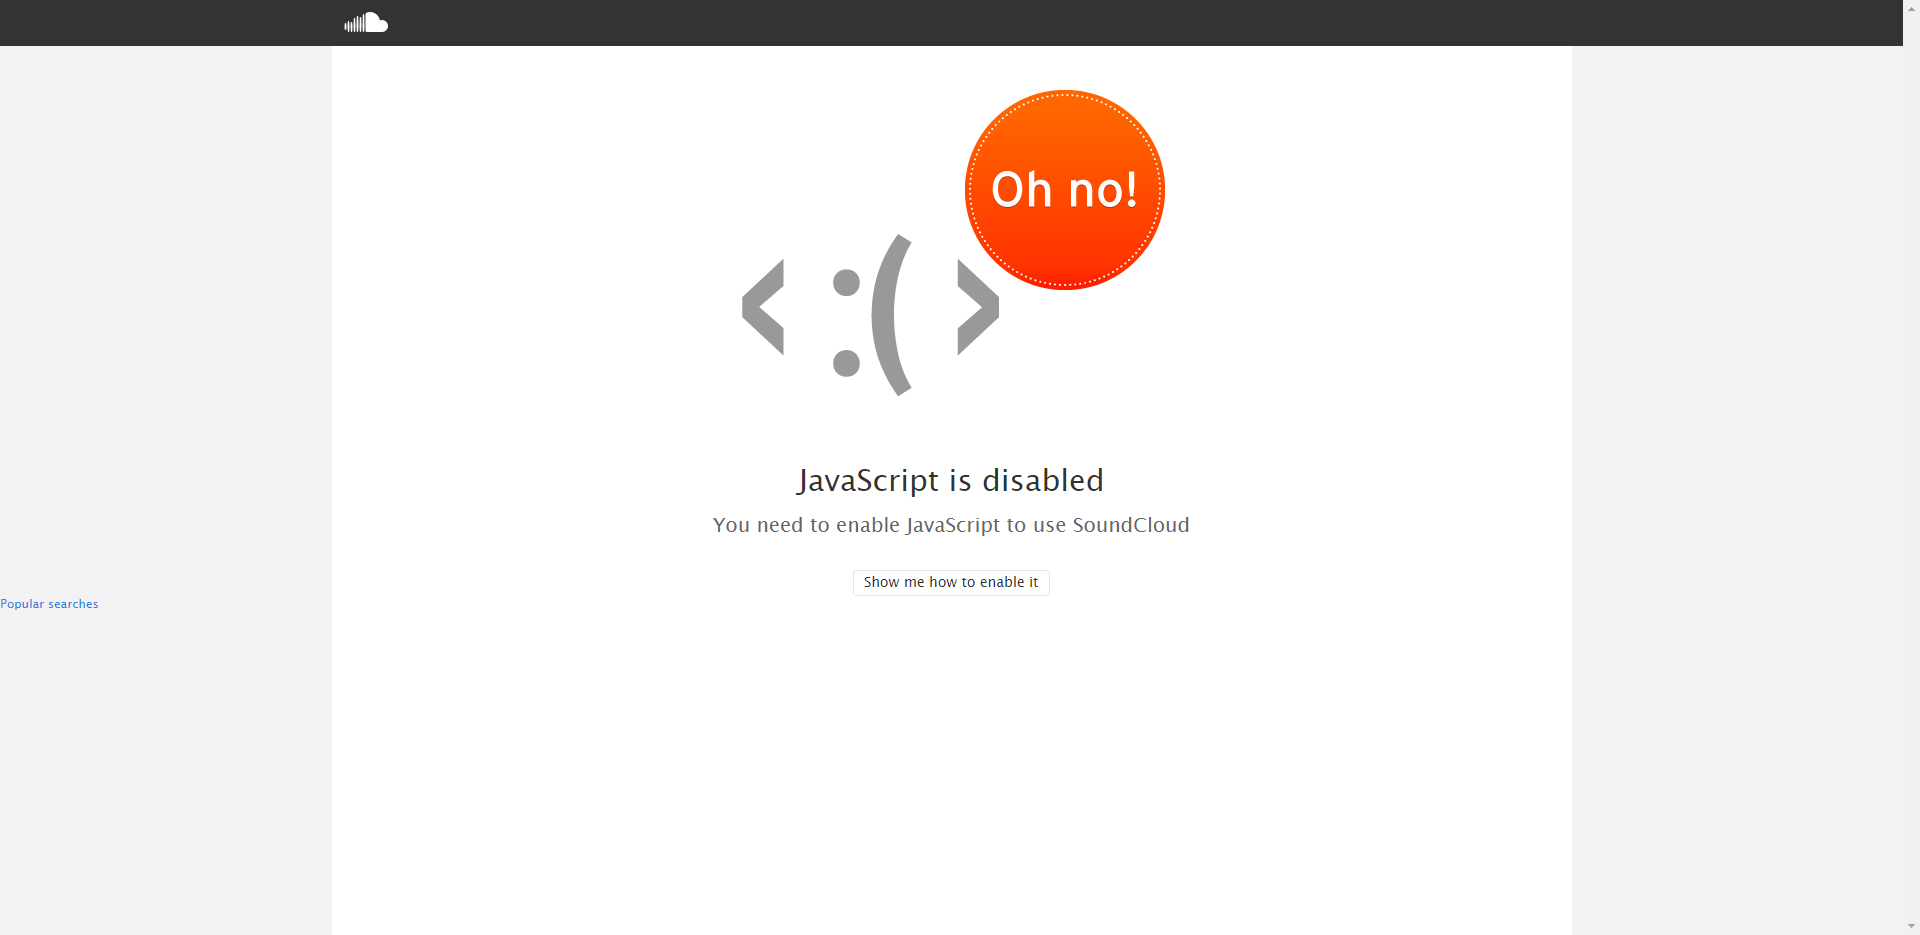 Oh no!
< :( >
JavaScript is disabled
You need to enable JavaScript to use SoundCloud
Show me how to enable it
Popular searches